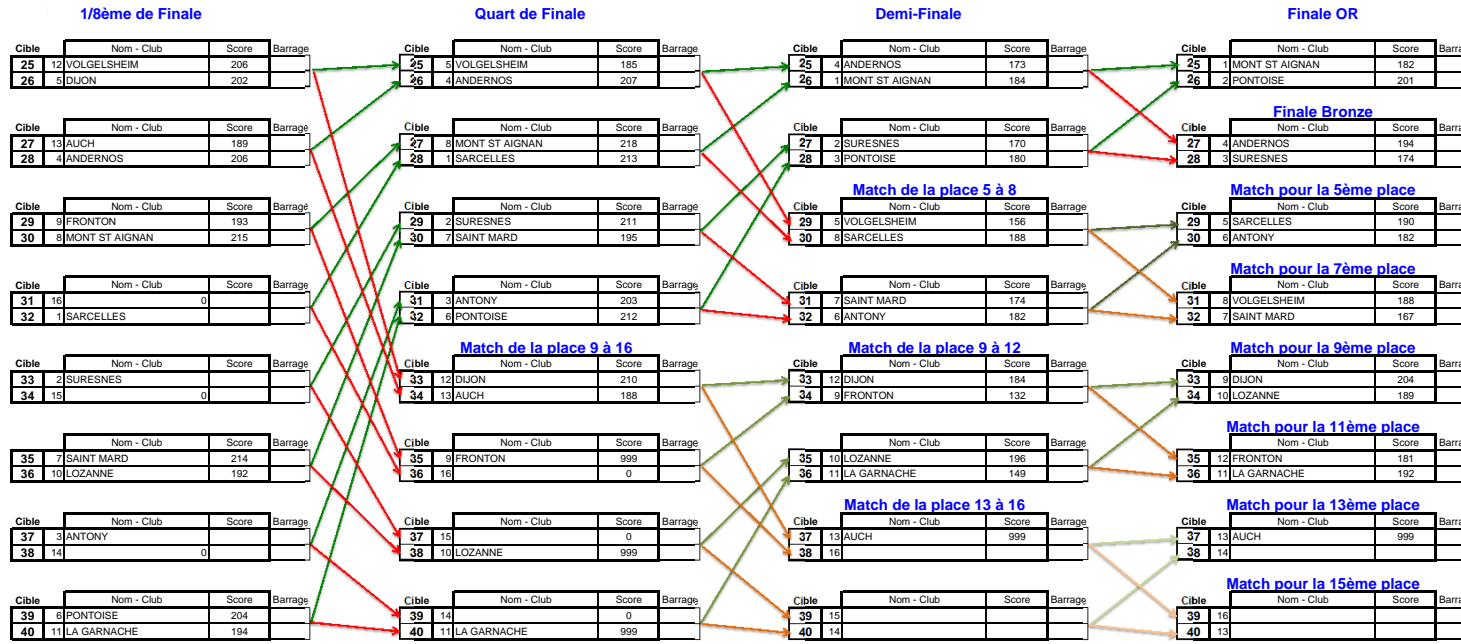 1/8ème de Finale Quart de Finale Demi-Finale Finale OR
Cible Nom - Club Score Barrage Cible Nom - Club Score Barrage Cible Nom - Club Score Barrage Cible Nom - Club Score Barra
25 12 VOLGELSHEIM 206 25 5 VOLGELSHEIM 185 25 4 ANDERNOS 173 25 1 MONT ST AIGNAN 182
26 5 DIJON 202 26 4 ANDERNOS 207 26 1 MONT ST AIGNAN 184 26 2 PONTOISE 201
Finale Bronze
Cible Nom - Club Score Barrage Cible Nom - Club Score Barrage Cible Nom - Club Score Barrage Cible Nom - Club Score Barra
27 13 AUCH 189 27 8 MONT ST AIGNAN 218 27 2 SURESNES 170 27 4 ANDERNOS 194
28 4 ANDERNOS 206 28 1 SARCELLES 213 28 3 PONTOISE 180 28 3 SURESNES 174
Match de la place 5 à 8 Match pour la 5ème place
Nom - Club Score Barrage Nom - Club Score Barrage Nom - Club Score Barrage Nom - Club Score Barra
29 9 FRONTON 193 29 2 SURESNES 211 29 5 VOLGELSHEIM 156 29 5 SARCELLES 190
30 8 MONT ST AIGNAN 215 30 7 SAINT MARD 195 30 8 SARCELLES 188 30 6 ANTONY 182
Match pour la 7ème place
Cible Nom - Club Score Barrage Cible Nom - Club Score Barrage Cible Nom - Club Score Barrage Cible Nom - Club Score Barra
31 16 0 31 3 ANTONY 203 31 7 SAINT MARD 174 31 8 VOLGELSHEIM 188
32 1 SARCELLES 32 6 PONTOISE 212 32 6 ANTONY 182 32 7 SAINT MARD 167
Match de la place 9 à 16 Match de la place 9 à 12 Match pour la 9ème place
Cible Nom - Club Score Barrage Cible Nom - Club Score Barrage Cible Nom - Club Score Barrage Cible Nom - Club Score Barra
33 2 SURESNES 33 12 DIJON 210 33 12 DIJON 184 33 9 DIJON 204
34 15 0 34 13 AUCH 188 34 9 FRONTON 132 34 10 LOZANNE 189
Match pour la 11ème place
Nom - Club Score Barrage Nom - Club Score Barrage Nom - Club Score Barrage Nom - Club Score Barra
35 7 SAINT MARD 214 35 9 FRONTON 999 35 10 LOZANNE 196 35 12 FRONTON 181
36 10 LOZANNE 192 36 16 0 36 11 LA GARNACHE 149 36 11 LA GARNACHE 192
Match de la place 13 à 16 Match pour la 13ème place
Cible Nom - Club Score Barrage Cible Nom - Club Score Barrage Cible Nom - Club Score Barrage Cible Nom - Club Score Barra
37 3 ANTONY 37 15 0 37 13 AUCH 999 37 13 AUCH 999
38 14 0 38 10 LOZANNE 999 38 16 38 14
Match pour la 15ème place
Cible Nom - Club Score Barrage Cible Nom - Club Score Barrage Cible Nom - Club Score Barrage Cible Nom - Club Score Barra
39 6 PONTOISE 204 39 14 0 39 15 39 16
40 11 LA GARNACHE 194 40 11 LA GARNACHE 999 40 14 40 13